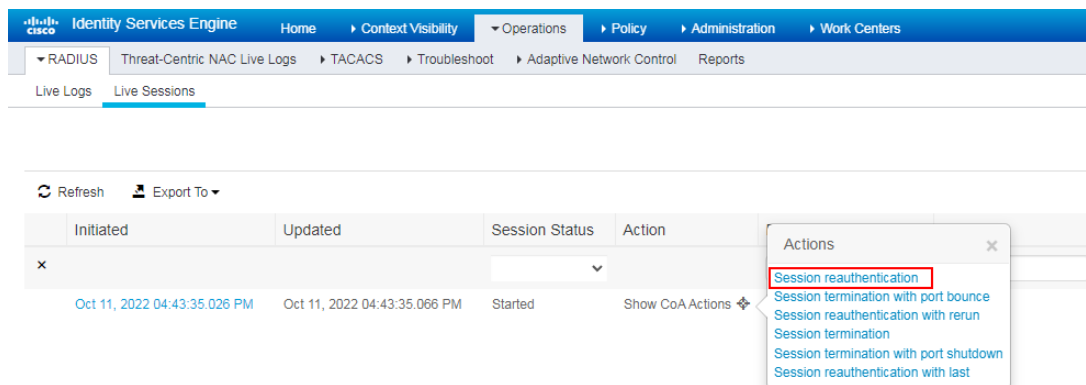 cisco Identity Services Engine Home Context Visibility Operations Policy Administration Work Centers
RADIUS Threat-Centric NAC Live Logs TACACS Troubleshoot Adaptive Network Control Reports
Live Logs Live Sessions
Refresh Export To
Initiated Updated Session Status Action
Oct 11, 2022 04:43:35.026 PM Oct 11, 2022 04:43:35.066 PM Started Show CoA Actions
Actions
Session reauthentication
Session termination with port bounce
Session reauthentication with rerun
Session termination
Session termination with port shutdown
Session reauthentication with last